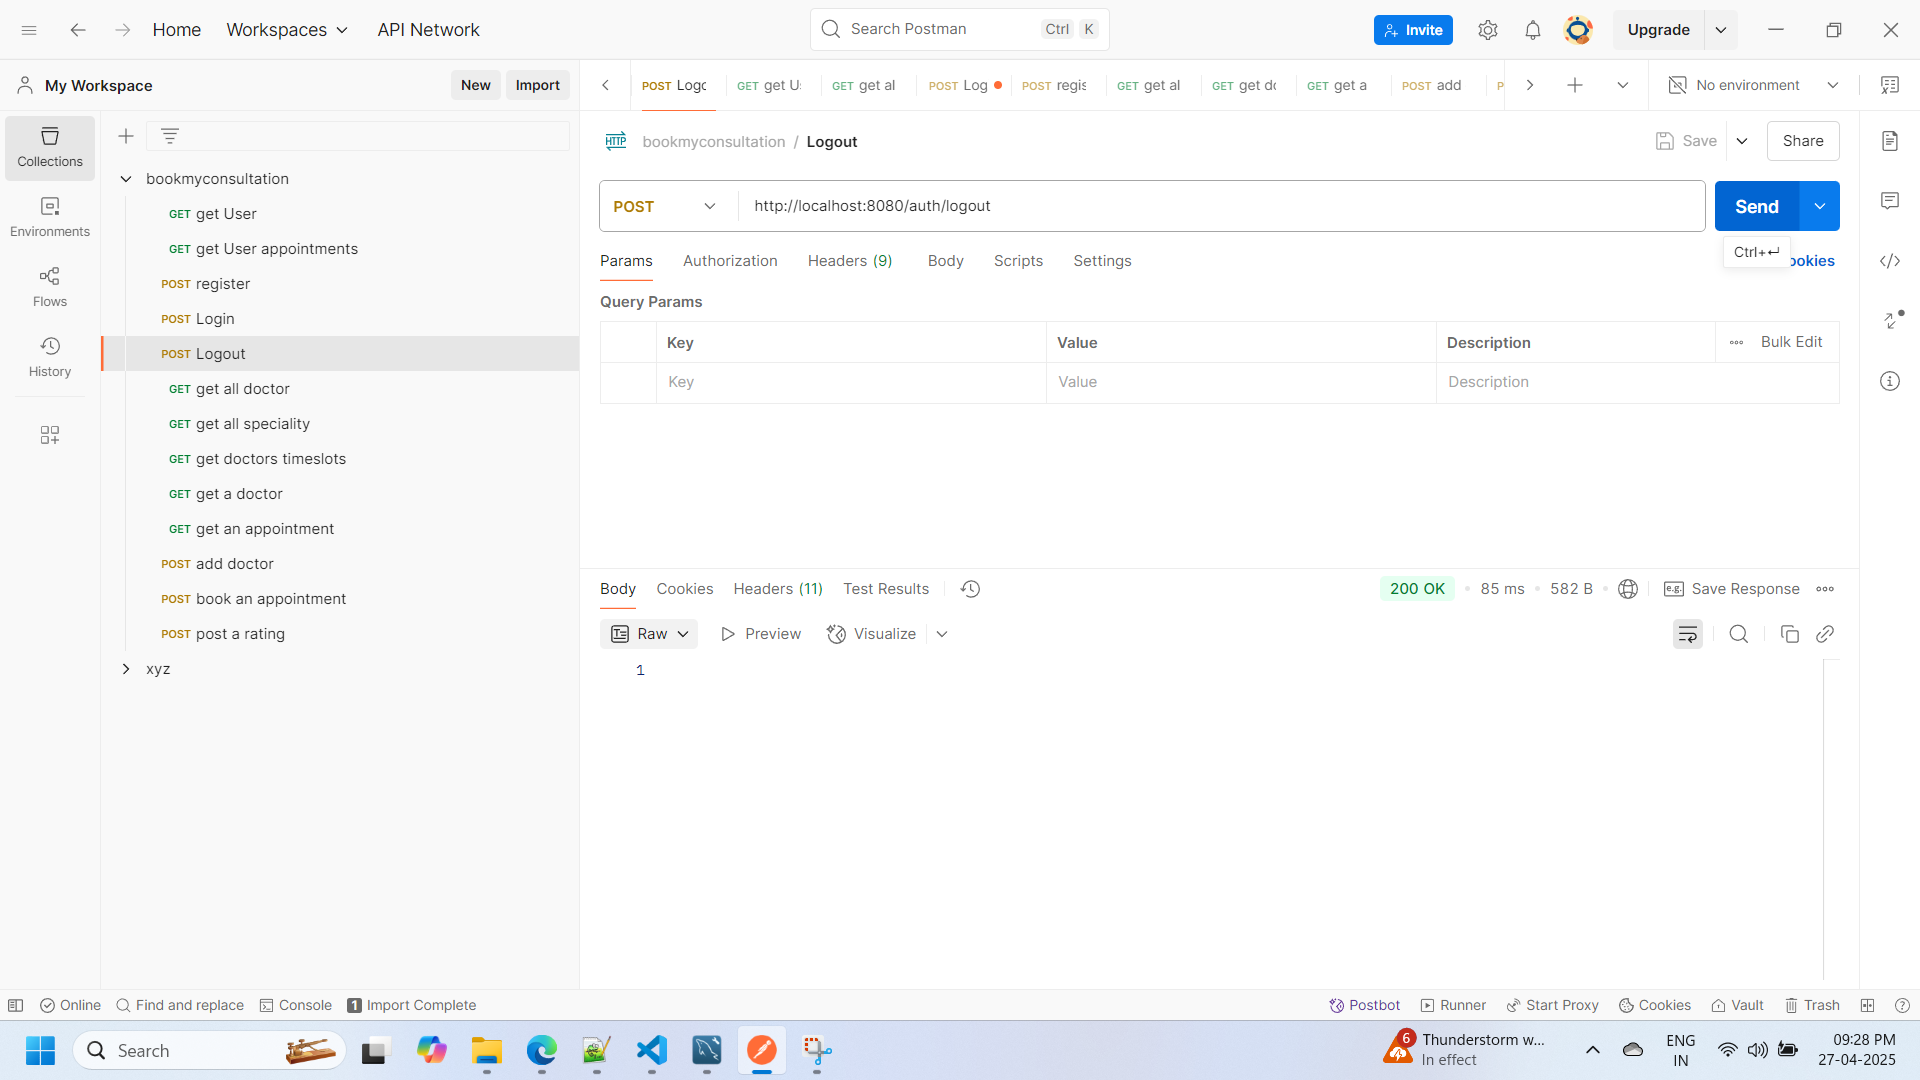 Home
Workspaces
API Network
Search Postman
Ctrl
K
Invite
Upgrade
My Workspace
New
Import
POST Logo
GET get Us
GET get al
POST Log
POST regis
GET get al
GET get do
GET get a
POST add
No environment
Collections
Environments
Flows
History
bookmyconsultation
GET get User
GET get User appointments
POST register
POST Login
POST Logout
GET get all doctor
GET get all speciality
GET get doctors timeslots
GET get a doctor
GET get an appointment
POST add doctor
POST book an appointment
POST post a rating
xyz
HTTP
bookmyconsultation / Logout
Save
Share
POST
http://localhost:8080/auth/logout
Send
Ctrl+↵
ookies
Params
Authorization
Headers (9)
Body
Scripts
Settings
Query Params
Key
Value
Description
Bulk Edit
Key
Value
Description
Body
Cookies
Headers (11)
Test Results
200 OK
85 ms
582 B
e.g.
Save Response
Raw
Preview
Visualize
1
Online
Find and replace
Console
1 Import Complete
Postbot
Runner
Start Proxy
Cookies
Vault
Trash
Search
6
Thunderstorm w...
In effect
ENG
IN
09:28 PM
27-04-2025